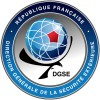 RÉPUBLIQUE FRANÇAISE
DGSE
DIRECTION GÉNÉRALE DE LA SÉCURITÉ EXTÉRIEURE